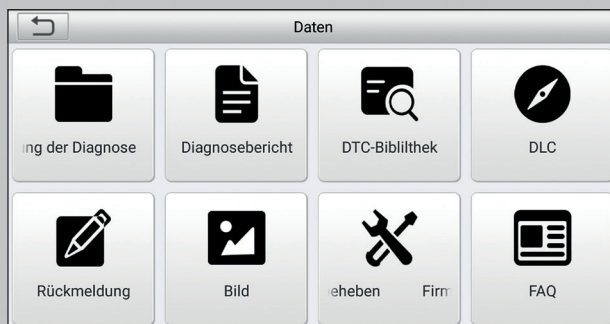 Daten
ng der Diagnose
Diagnosebericht
DTC-Biblilthek
DLC
Rückmeldung
Bild
eheben Firm
FAQ